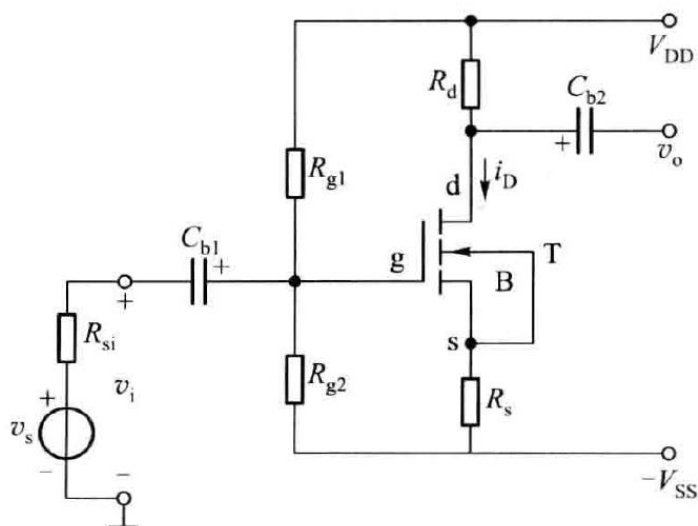 V_DD
R_d
C_b2
+
v_o
R_g1
d
i_D
C_b1
+
g
T
B
+
R_si
s
R_g2
R_s
v_i
+
v_s
−
−
−V_SS